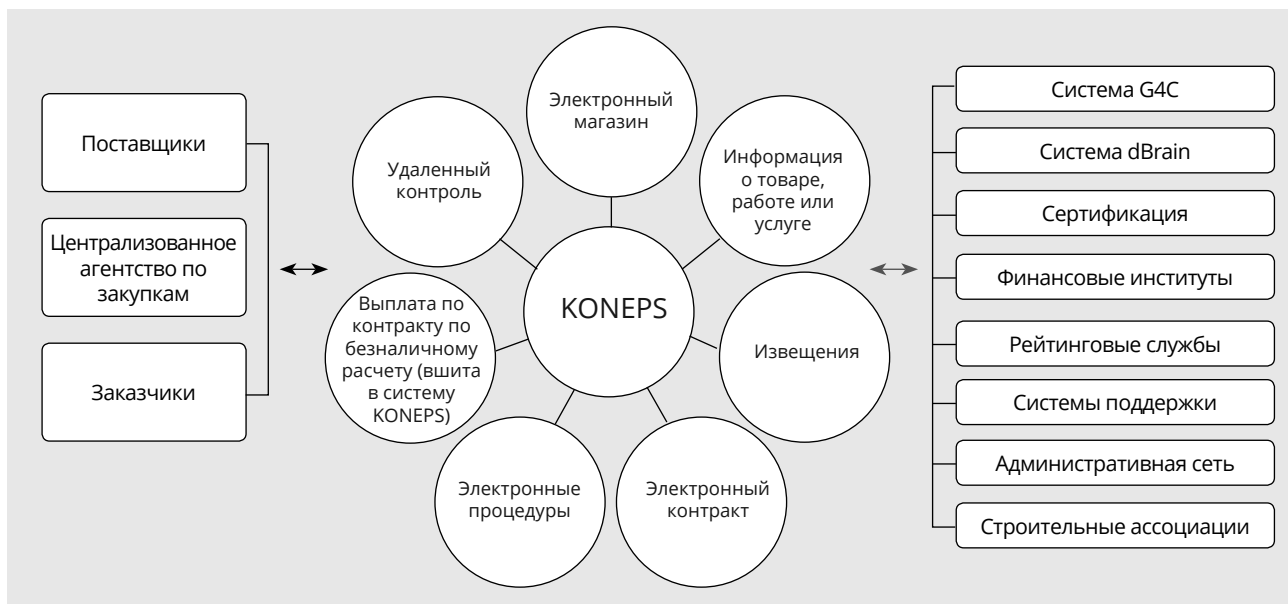 Поставщики
Централизованное
агентство по
закупкам
Заказчики
Электронный
магазин
Удаленный
контроль
Информация
о товаре,
работе или
услуге
KONEPS
Выплата по
контракту по
безналичному
расчету (вшита
в систему
KONEPS)
Извещения
Электронные
процедуры
Электронный
контракт
Система G4C
Система dBrain
Сертификация
Финансовые институты
Рейтинговые службы
Системы поддержки
Административная сеть
Строительные ассоциации